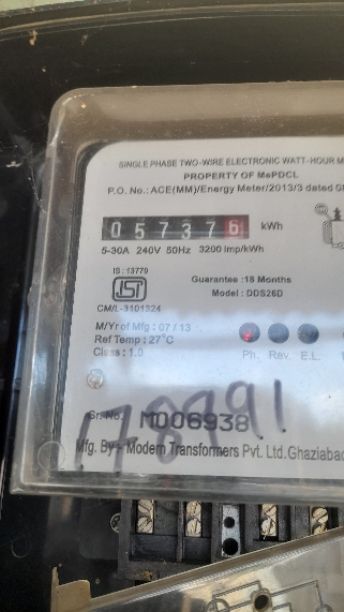 SINGLE PHASE TWO-WIRE ELECTRONIC WATT-HOUR M
PROPERTY OF MePDCL
P.O. No.: ACE(MM)/Energy Meter/2013/3 dated
057376 kWh
5-30A 240V 50Hz 3200 Imp/kWh
IS : 13779
ISI
CM/L-3101324
Guarantee :18 Months
Model : DDS26D
M/Yr of Mfg : 07 / 13
Ref Temp : 27°C
Class : 1.0
Ph. Rev. E.L.
Sr. No: M006938
178991
Mfg. By - Modern Transformers Pvt. Ltd. Ghaziabad